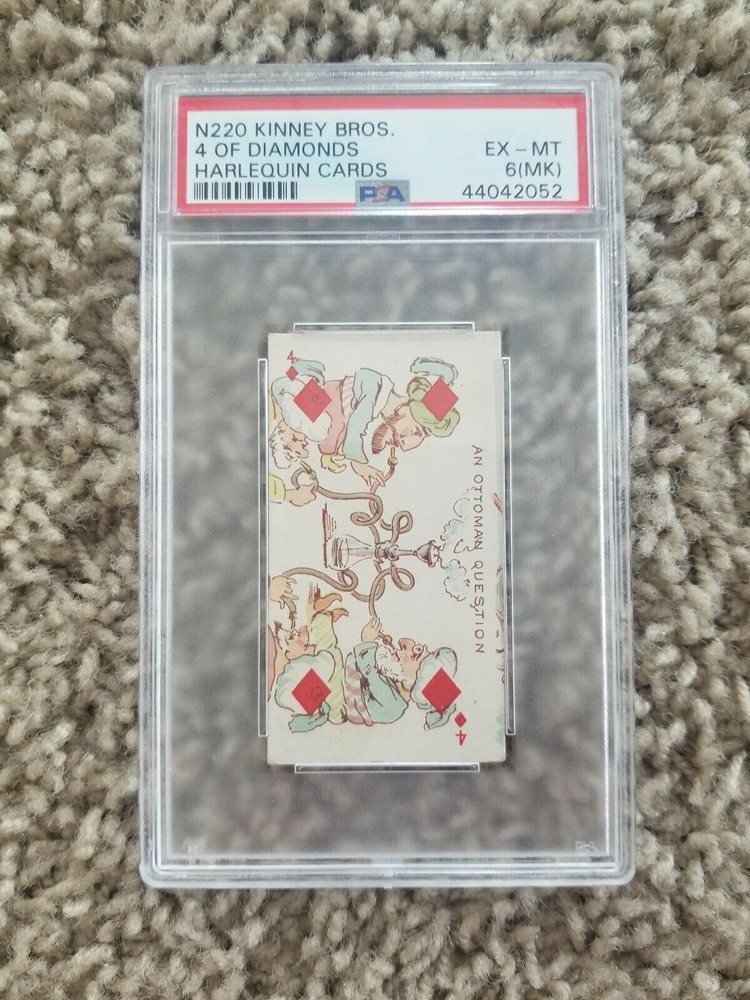 N220 KINNEY BROS.
4 OF DIAMONDS EX-MT
HARLEQUIN CARDS 6(MK)
PSA 44042052
4
AN OTTOMAN QUESTION
4